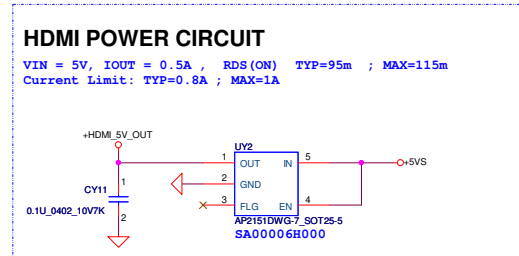 HDMI POWER CIRCUIT
VIN = 5V, IOUT = 0.5A , RDS(ON) TYP=95m ; MAX=115m
Current Limit: TYP=0.8A ; MAX=1A
+HDMI_5V_OUT
UY2
1 OUT IN 5
+5VS
2 GND
3 FLG EN 4
CY11
1
0.1U_0402_10V7K
2
AP2151DWG-7_SOT25-5
SA00006H000